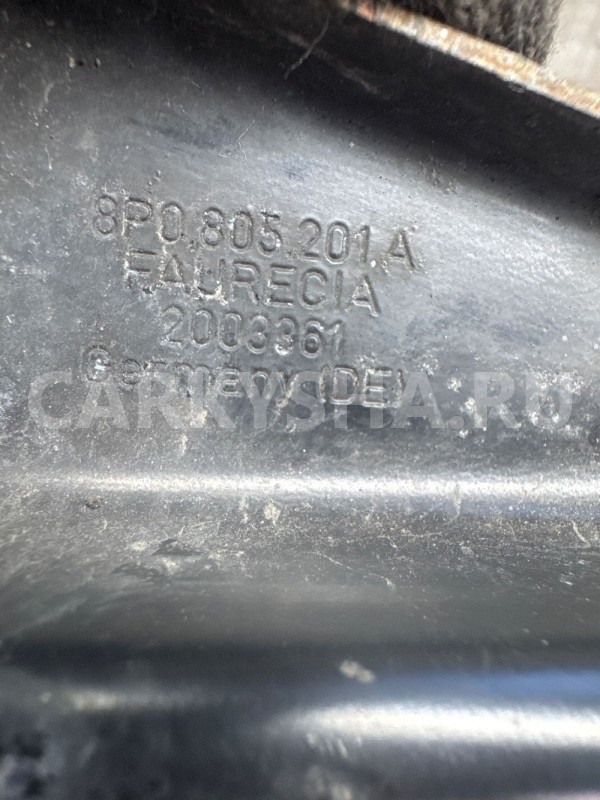 8P0.805.201.A
FAURECIA
2003361
Germany (DE)
CARKYSHA.RU